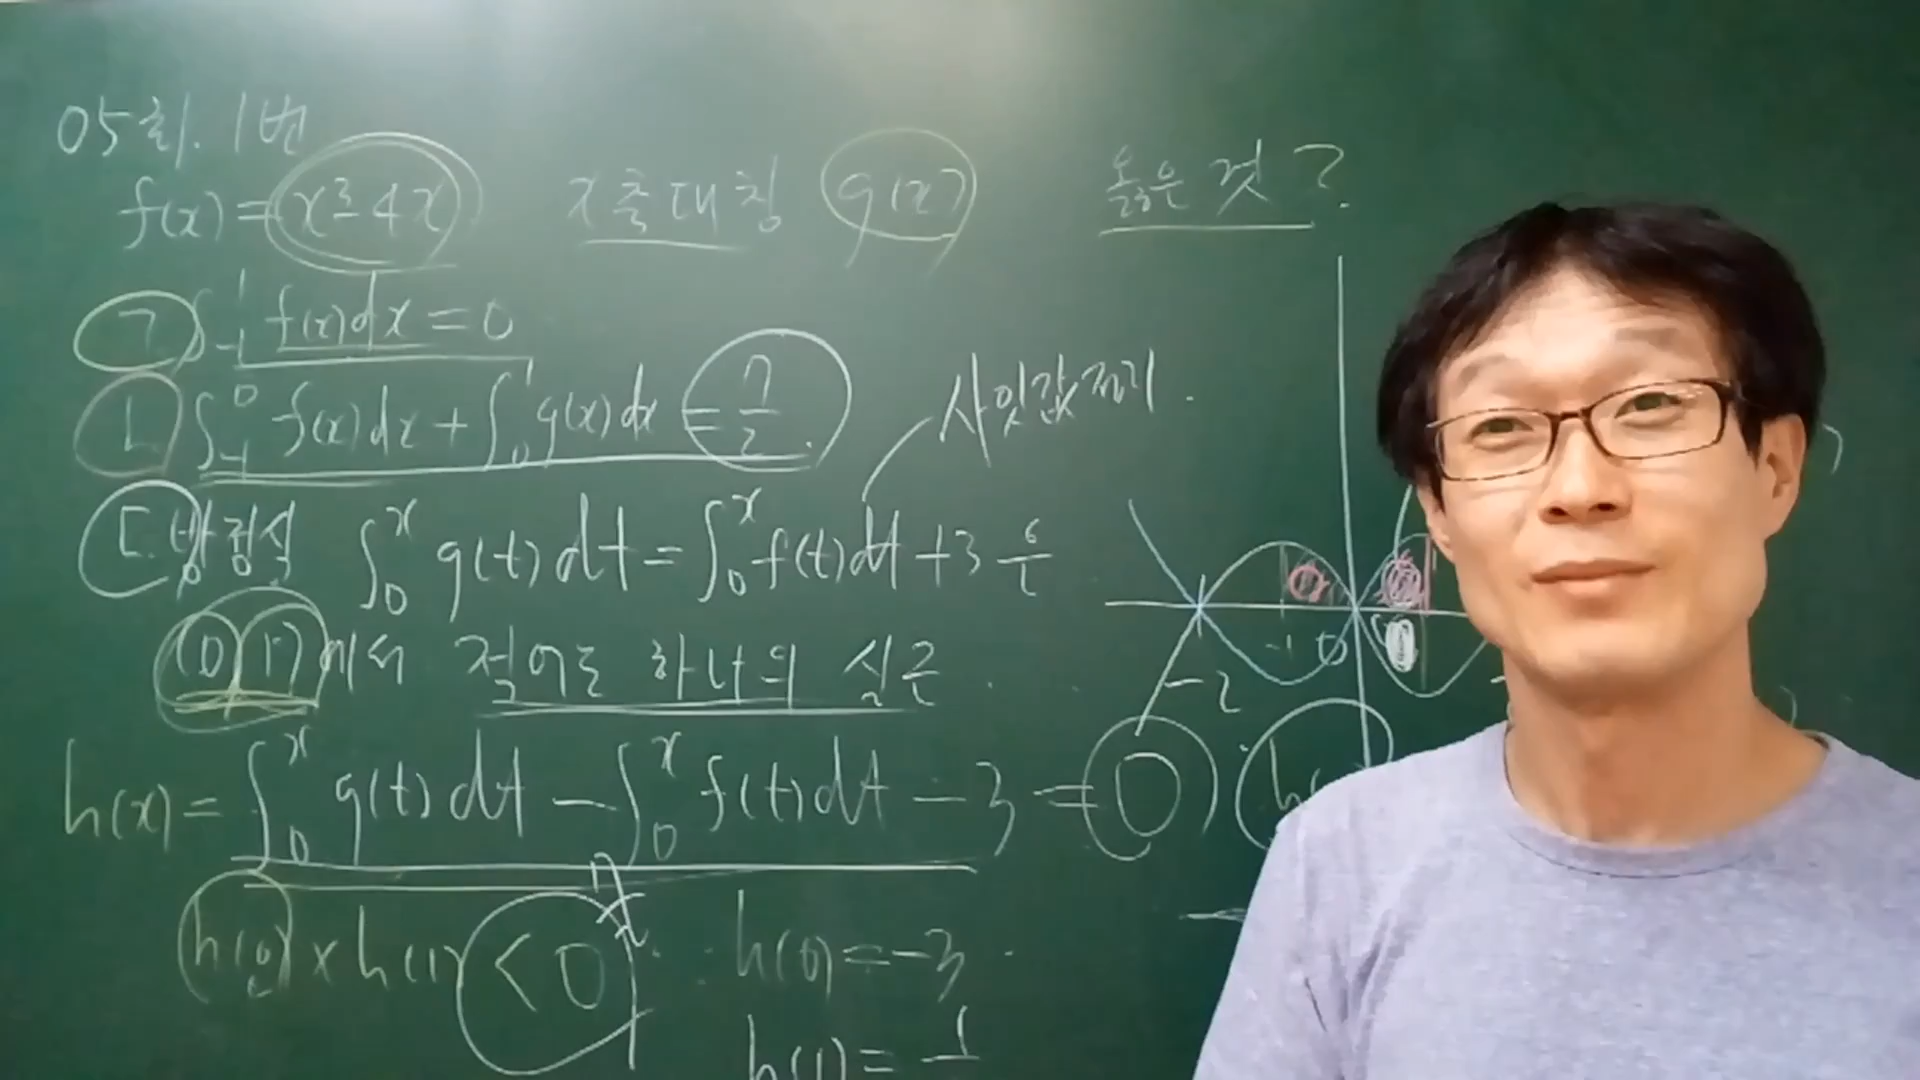 05회. 1번
f(x)=x³-4x x축대칭 g(x) 옳은 것?
ㄱ ∫₋₁¹ f(x)dx=0
ㄴ ∫₋₁⁰ f(x)dx+∫₀¹ g(x)dx=7/2.
사잇값정리.
ㄷ. 방정식 ∫₀ˣ g(t)dt=∫₀ˣ f(t)dt+3
(0, 1)에서 적어도 하나의 실근.
-1 0
-2
h(x)=∫₀ˣ g(t)dt-∫₀ˣ f(t)dt-3=0
h(0)×h(1)<0 h(0)=-3
h(1)=1